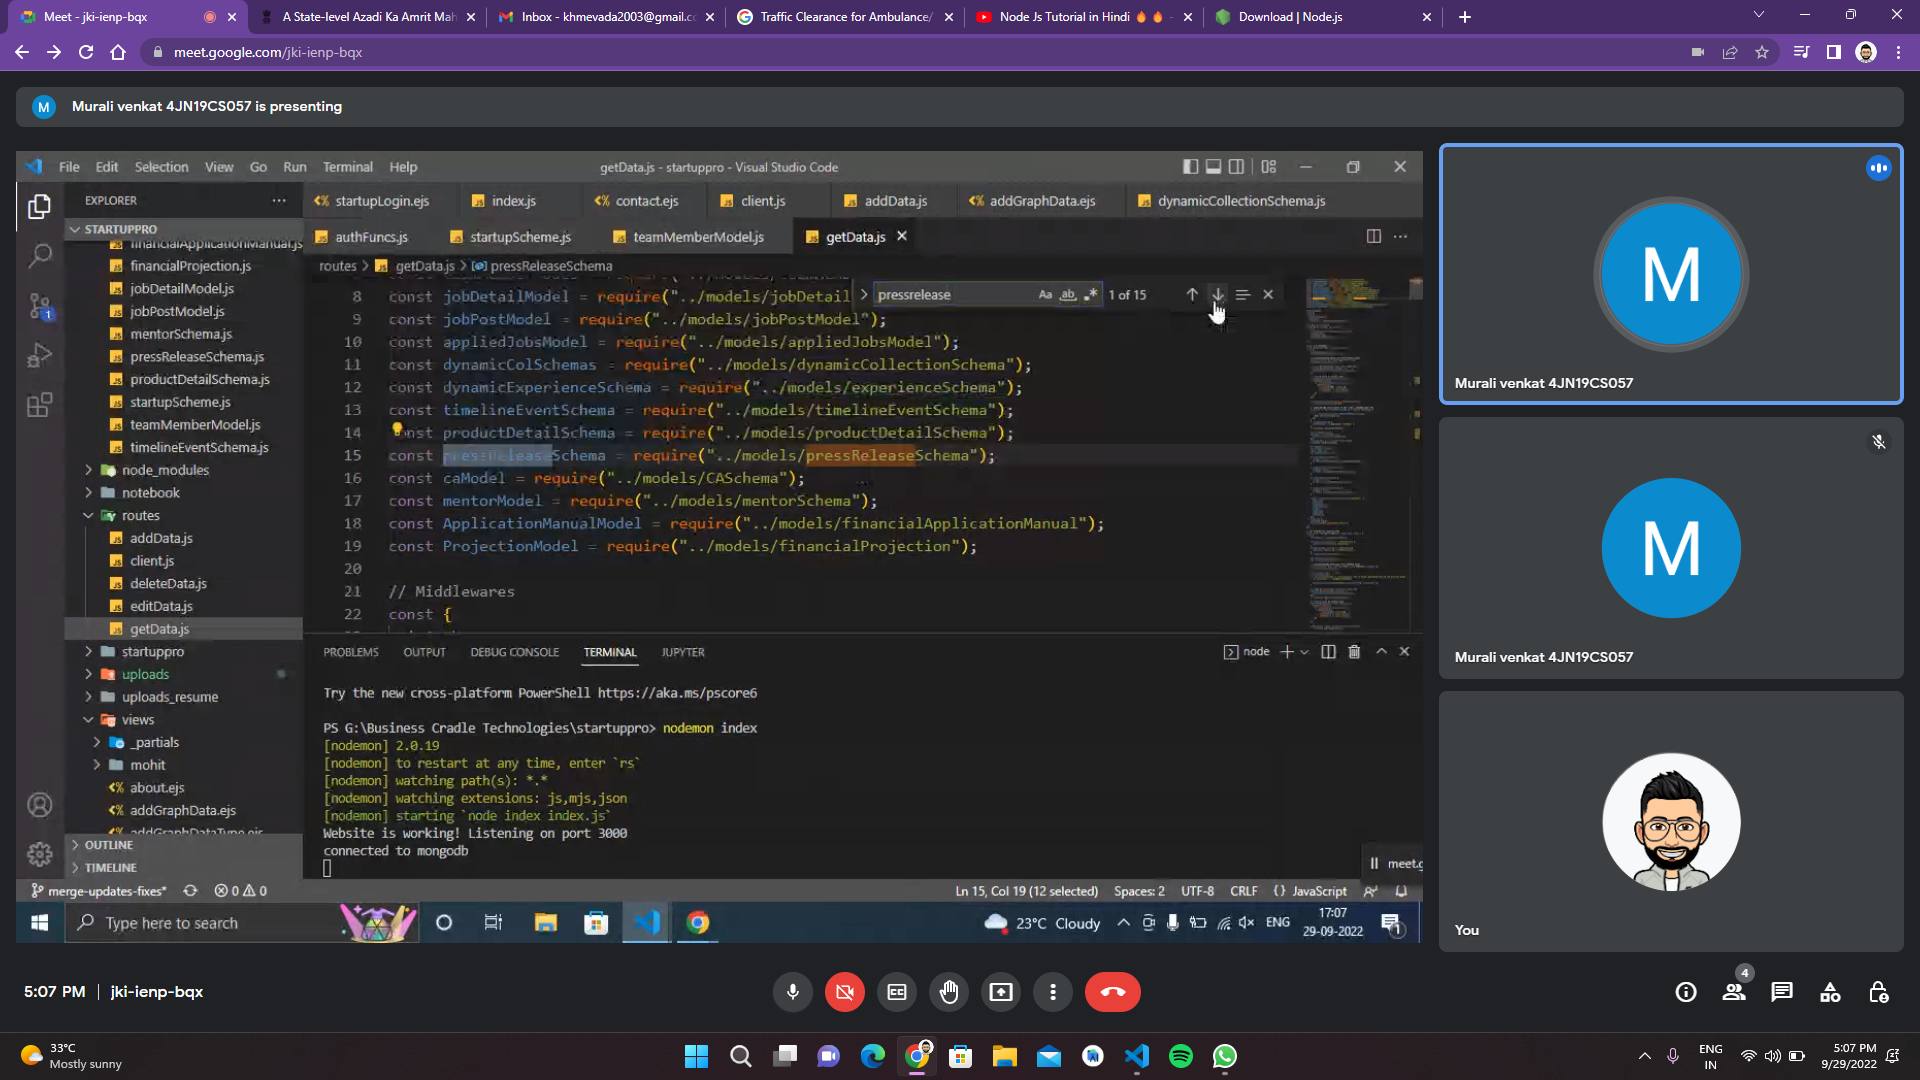 Meet - jki-ienp-bqx
A State-level Azadi Ka Amrit Mah
Inbox - khmevada2003@gmail.c
Traffic Clearance for Ambulance/
Node Js Tutorial in Hindi 🔥🔥 -
Download | Node.js
meet.google.com/jki-ienp-bqx
M
Murali venkat 4JN19CS057 is presenting
File Edit Selection View Go Run Terminal Help
getData.js - startuppro - Visual Studio Code
EXPLORER
startupLogin.ejs
index.js
contact.ejs
client.js
addData.js
addGraphData.ejs
dynamicCollectionSchema.js
STARTUPPRO
authFuncs.js
startupScheme.js
teamMemberModel.js
getData.js
financialApplicationManual.js
financialProjection.js
jobDetailModel.js
jobPostModel.js
mentorSchema.js
pressReleaseSchema.js
productDetailSchema.js
startupScheme.js
teamMemberModel.js
timelineEventSchema.js
node_modules
notebook
routes
addData.js
client.js
deleteData.js
editData.js
getData.js
startuppro
uploads
uploads_resume
views
_partials
mohit
about.ejs
addGraphData.ejs
addGraphDataType.ejs
OUTLINE
TIMELINE
1
routes > getData.js > pressReleaseSchema
pressrelease
Aa
ab
1 of 15
8 const jobDetailModel = require("../models/jobDetail
9 const jobPostModel = require("../models/jobPostModel");
10 const appliedJobsModel = require("../models/appliedJobsModel");
11 const dynamicColSchemas = require("../models/dynamicCollectionSchema");
12 const dynamicExperienceSchema = require("../models/experienceSchema");
13 const timelineEventSchema = require("../models/timelineEventSchema");
14 const productDetailSchema = require("../models/productDetailSchema");
15 const pressReleaseSchema = require("../models/pressReleaseSchema");
16 const caModel = require("../models/CASchema");
17 const mentorModel = require("../models/mentorSchema");
18 const ApplicationManualModel = require("../models/financialApplicationManual");
19 const ProjectionModel = require("../models/financialProjection");
20
21 // Middlewares
22 const {
PROBLEMS OUTPUT DEBUG CONSOLE TERMINAL JUPYTER
node
Try the new cross-platform PowerShell https://aka.ms/pscore6
PS G:\Business Cradle Technologies\startuppro> nodemon index
[nodemon] 2.0.19
[nodemon] to restart at any time, enter `rs`
[nodemon] watching path(s): *.*
[nodemon] watching extensions: js,mjs,json
[nodemon] starting `node index index.js`
Website is working! Listening on port 3000
connected to mongodb
meet.g
merge-updates-fixes*
0 0
Ln 15, Col 19 (12 selected) Spaces: 2 UTF-8 CRLF {} JavaScript
Type here to search
23°C Cloudy
ENG
17:07
29-09-2022
1
M
Murali venkat 4JN19CS057
M
Murali venkat 4JN19CS057
You
5:07 PM | jki-ienp-bqx
4
33°C
Mostly sunny
ENG
IN
5:07 PM
9/29/2022